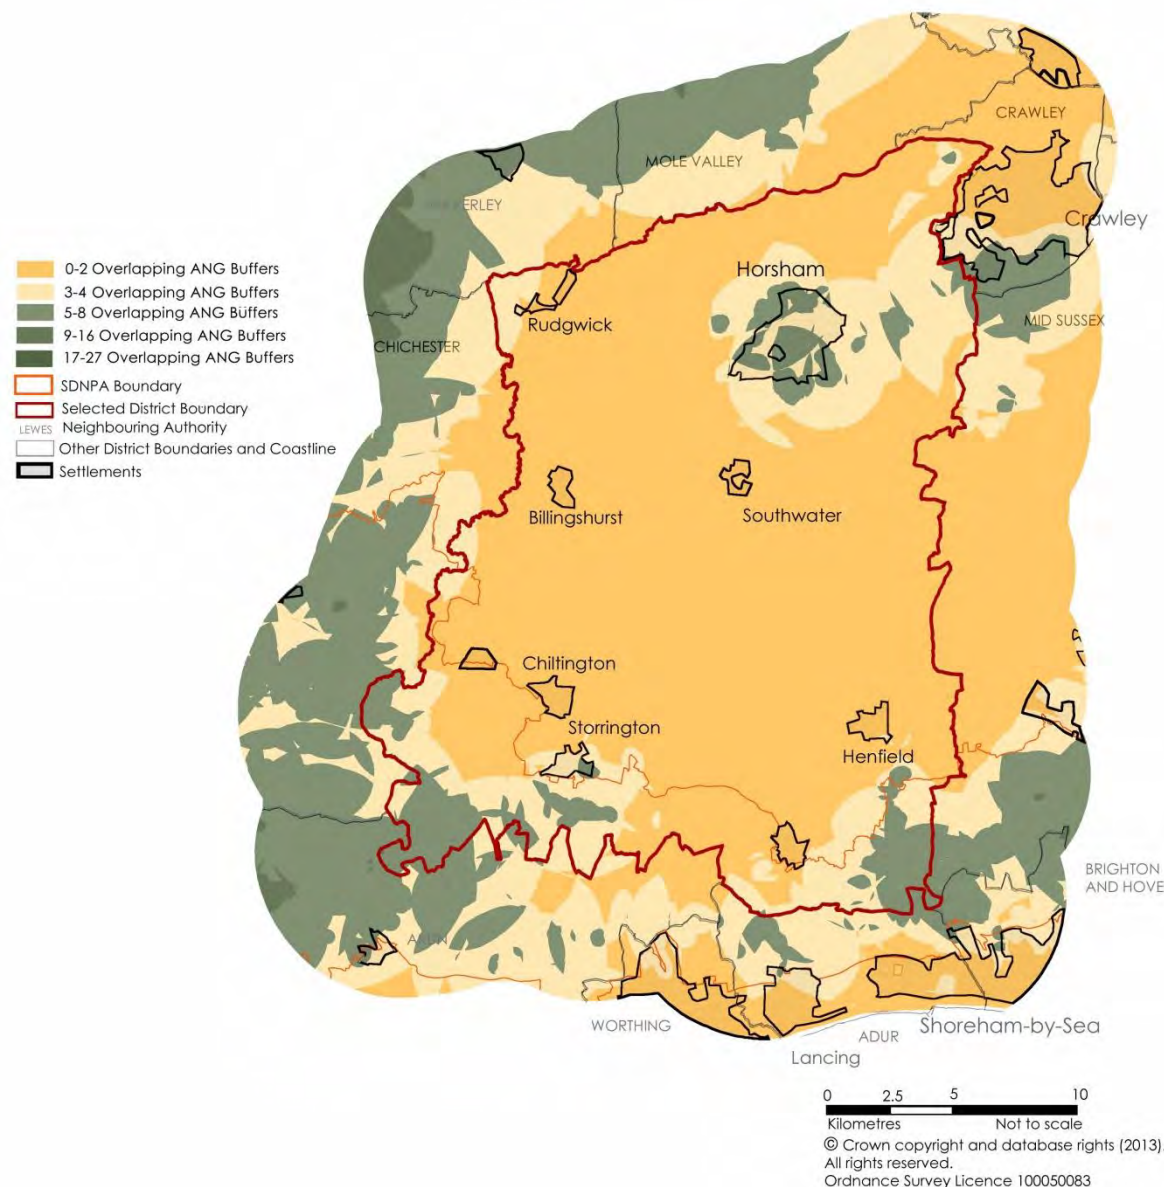 CRAWLEY
MOLE VALLEY
Crawley
Horsham
0-2 Overlapping ANG Buffers
3-4 Overlapping ANG Buffers
5-8 Overlapping ANG Buffers
9-16 Overlapping ANG Buffers
17-27 Overlapping ANG Buffers
SDNPA Boundary
Selected District Boundary
LEWES Neighbouring Authority
Other District Boundaries and Coastline
Settlements
Rudgwick
MID SUSSEX
CHICHESTER
Billingshurst
Southwater
Chiltington
Storrington
Henfield
BRIGHTON
AND HOVE
ARUN
WORTHING
ADUR
Shoreham-by-Sea
Lancing
0 2.5 5 10
Kilometres Not to scale
© Crown copyright and database rights (2013).
All rights reserved.
Ordnance Survey Licence 100050083